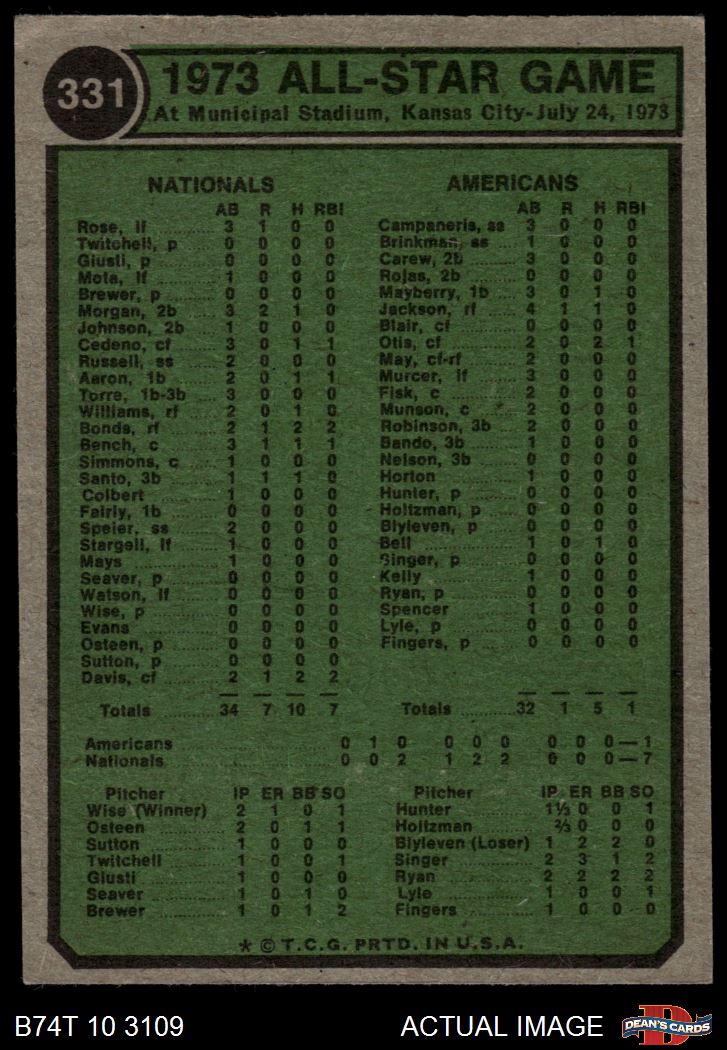 331
1973 ALL-STAR GAME
At Municipal Stadium, Kansas City-July 24, 1973
NATIONALS
AB R H RBI
Rose, lf 3 1 0 0
Twitchell, p 0 0 0 0
Giusti, p 0 0 0 0
Mota, lf 1 0 0 0
Brewer, p 0 0 0 0
Morgan, 2b 3 2 1 0
Johnson, 2b 1 0 0 0
Cedeno, cf 3 0 1 1
Russell, ss 2 0 0 0
Aaron, 1b 2 0 1 1
Torre, 1b-3b 3 0 0 0
Williams, rf 2 0 1 0
Bonds, rf 2 1 2 2
Bench, c 3 1 1 1
Simmons, c 1 0 0 0
Santo, 3b 1 1 1 0
Colbert 1 0 0 0
Fairly, 1b 0 0 0 0
Speier, ss 2 0 0 0
Stargell, lf 1 0 0 0
Mays 1 0 0 0
Seaver, p 0 0 0 0
Watson, lf 0 0 0 0
Wise, p 0 0 0 0
Evans 0 0 0 0
Osteen, p 0 0 0 0
Sutton, p 0 0 0 0
Davis, cf 2 1 2 2
Totals 34 7 10 7
AMERICANS
AB R H RBI
Campaneris, ss 3 0 0 0
Brinkman, ss 1 0 0 0
Carew, 2b 3 0 0 0
Rojas, 2b 0 0 0 0
Mayberry, 1b 3 0 1 0
Jackson, rf 4 1 1 0
Blair, cf 0 0 0 0
Otis, cf 2 0 2 1
May, cf-rf 2 0 0 0
Murcer, lf 3 0 0 0
Fisk, c 2 0 0 0
Munson, c 2 0 0 0
Robinson, 3b 2 0 0 0
Bando, 3b 1 0 0 0
Nelson, 3b 0 0 0 0
Horton 1 0 0 0
Hunter, p 0 0 0 0
Holtzman, p 0 0 0 0
Blyleven, p 0 0 0 0
Bell 1 0 1 0
Singer, p 0 0 0 0
Kelly 1 0 0 0
Ryan, p 0 0 0 0
Spencer 1 0 0 0
Lyle, p 0 0 0 0
Fingers, p 0 0 0 0
Totals 32 1 5 1
Americans 0 1 0 0 0 0 0 0 0—1
Nationals 0 0 2 1 2 2 0 0 0—7
Pitcher IP ER BB SO
Wise (Winner) 2 1 0 1
Osteen 2 0 1 1
Sutton 1 0 0 0
Twitchell 1 0 0 1
Giusti 1 0 0 0
Seaver 1 0 1 0
Brewer 1 0 1 2
Pitcher IP ER BB SO
Hunter 1⅓ 0 0 1
Holtzman ⅔ 0 0 0
Blyleven (Loser) 1 2 2 0
Singer 2 3 1 2
Ryan 2 2 2 2
Lyle 1 0 0 1
Fingers 1 0 0 0
* © T.C.G. PRTD. IN U.S.A.
B74T 10 3109
ACTUAL IMAGE
D
DEAN'S CARDS